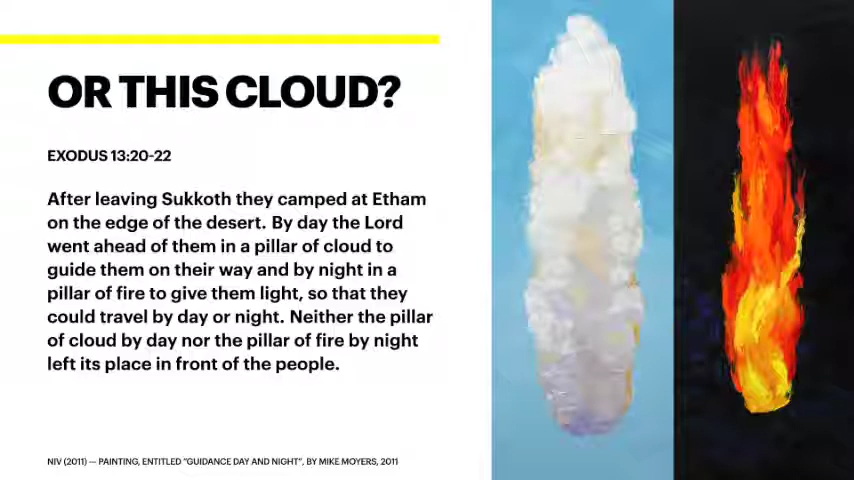 OR THIS CLOUD?
EXODUS 13:20-22
After leaving Sukkoth they camped at Etham
on the edge of the desert. By day the Lord
went ahead of them in a pillar of cloud to
guide them on their way and by night in a
pillar of fire to give them light, so that they
could travel by day or night. Neither the pillar
of cloud by day nor the pillar of fire by night
left its place in front of the people.
NIV (2011) — PAINTING, ENTITLED "GUIDANCE DAY AND NIGHT", BY MIKE MOYERS, 2011